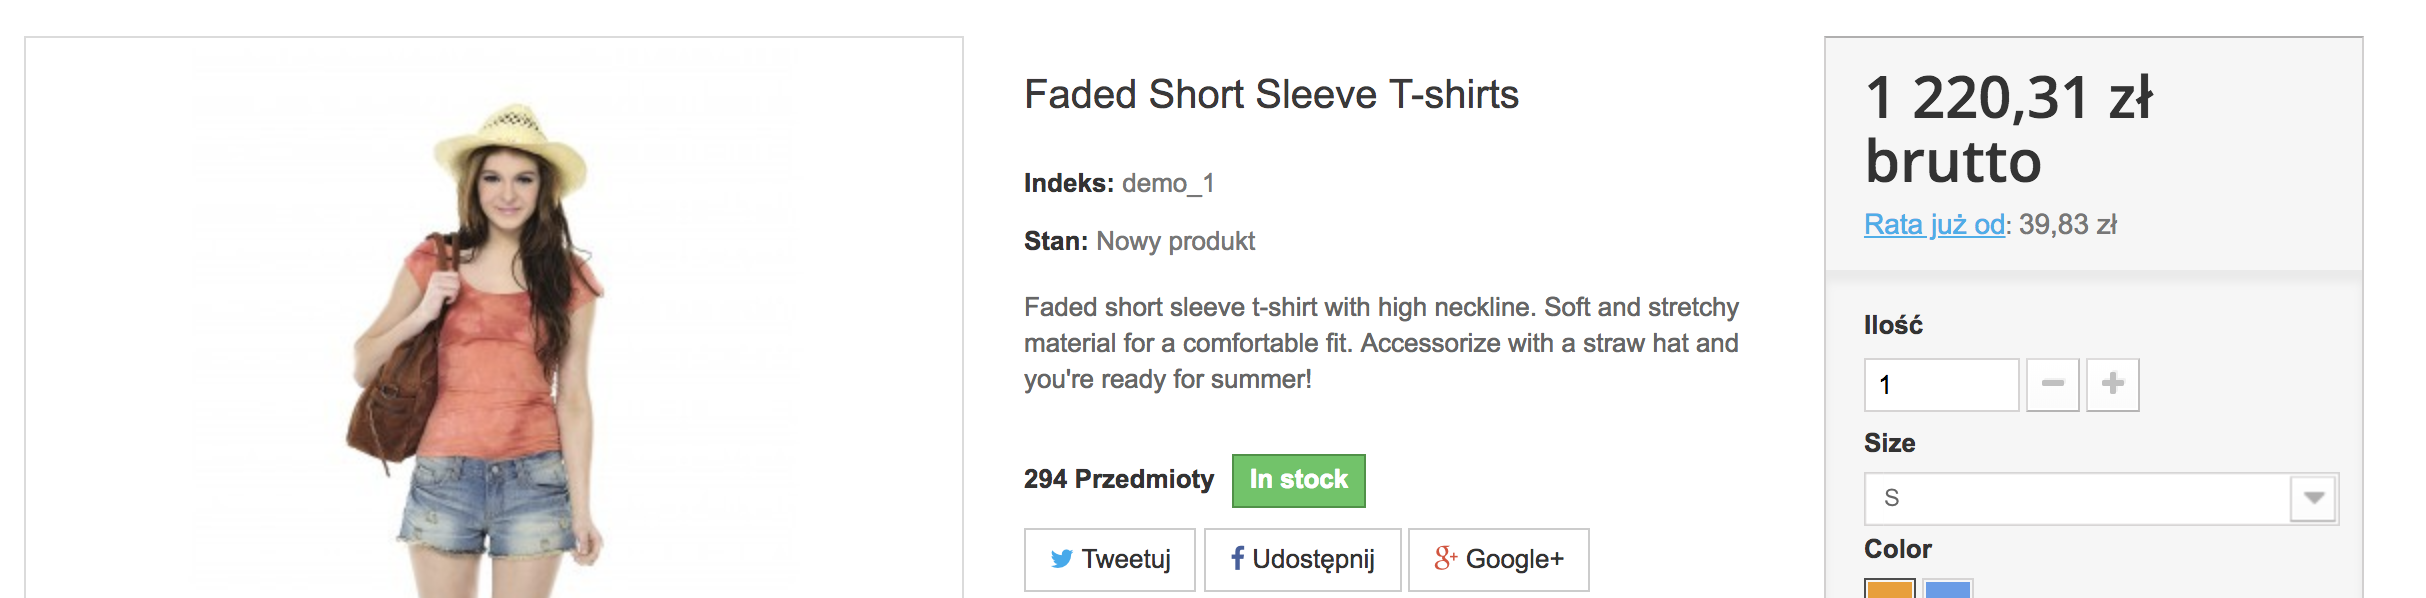 Faded Short Sleeve T-shirts
Indeks: demo_1
Stan: Nowy produkt
Faded short sleeve t-shirt with high neckline. Soft and stretchy
material for a comfortable fit. Accessorize with a straw hat and
you're ready for summer!
294 Przedmioty In stock
Tweetuj Udostępnij Google+
1 220,31 zł
brutto
Rata już od: 39,83 zł
Ilość
1
Size
S
Color